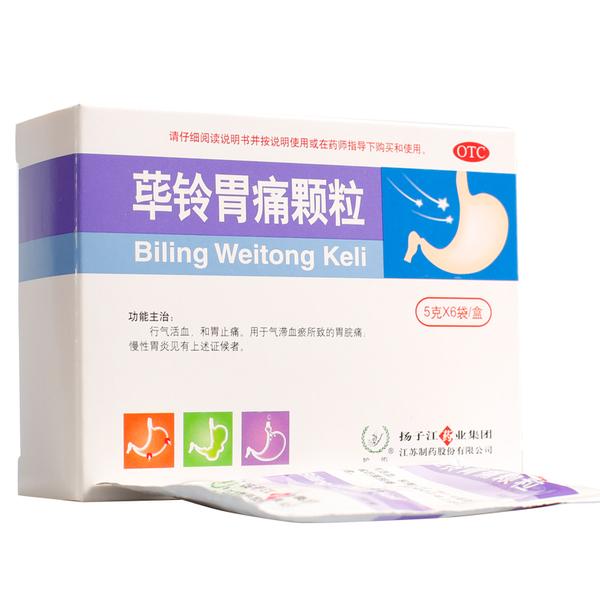 请仔细阅读说明书并按说明使用或在药师指导下购买和使用。
OTC
荜铃胃痛颗粒
Biling Weitong Keli
5克X6袋/盒
功能主治:
行气活血，和胃止痛。用于气滞血瘀所致的胃脘痛;
慢性胃炎见有上述证候者。
护佑
®
扬子江药业集团
江苏制药股份有限公司